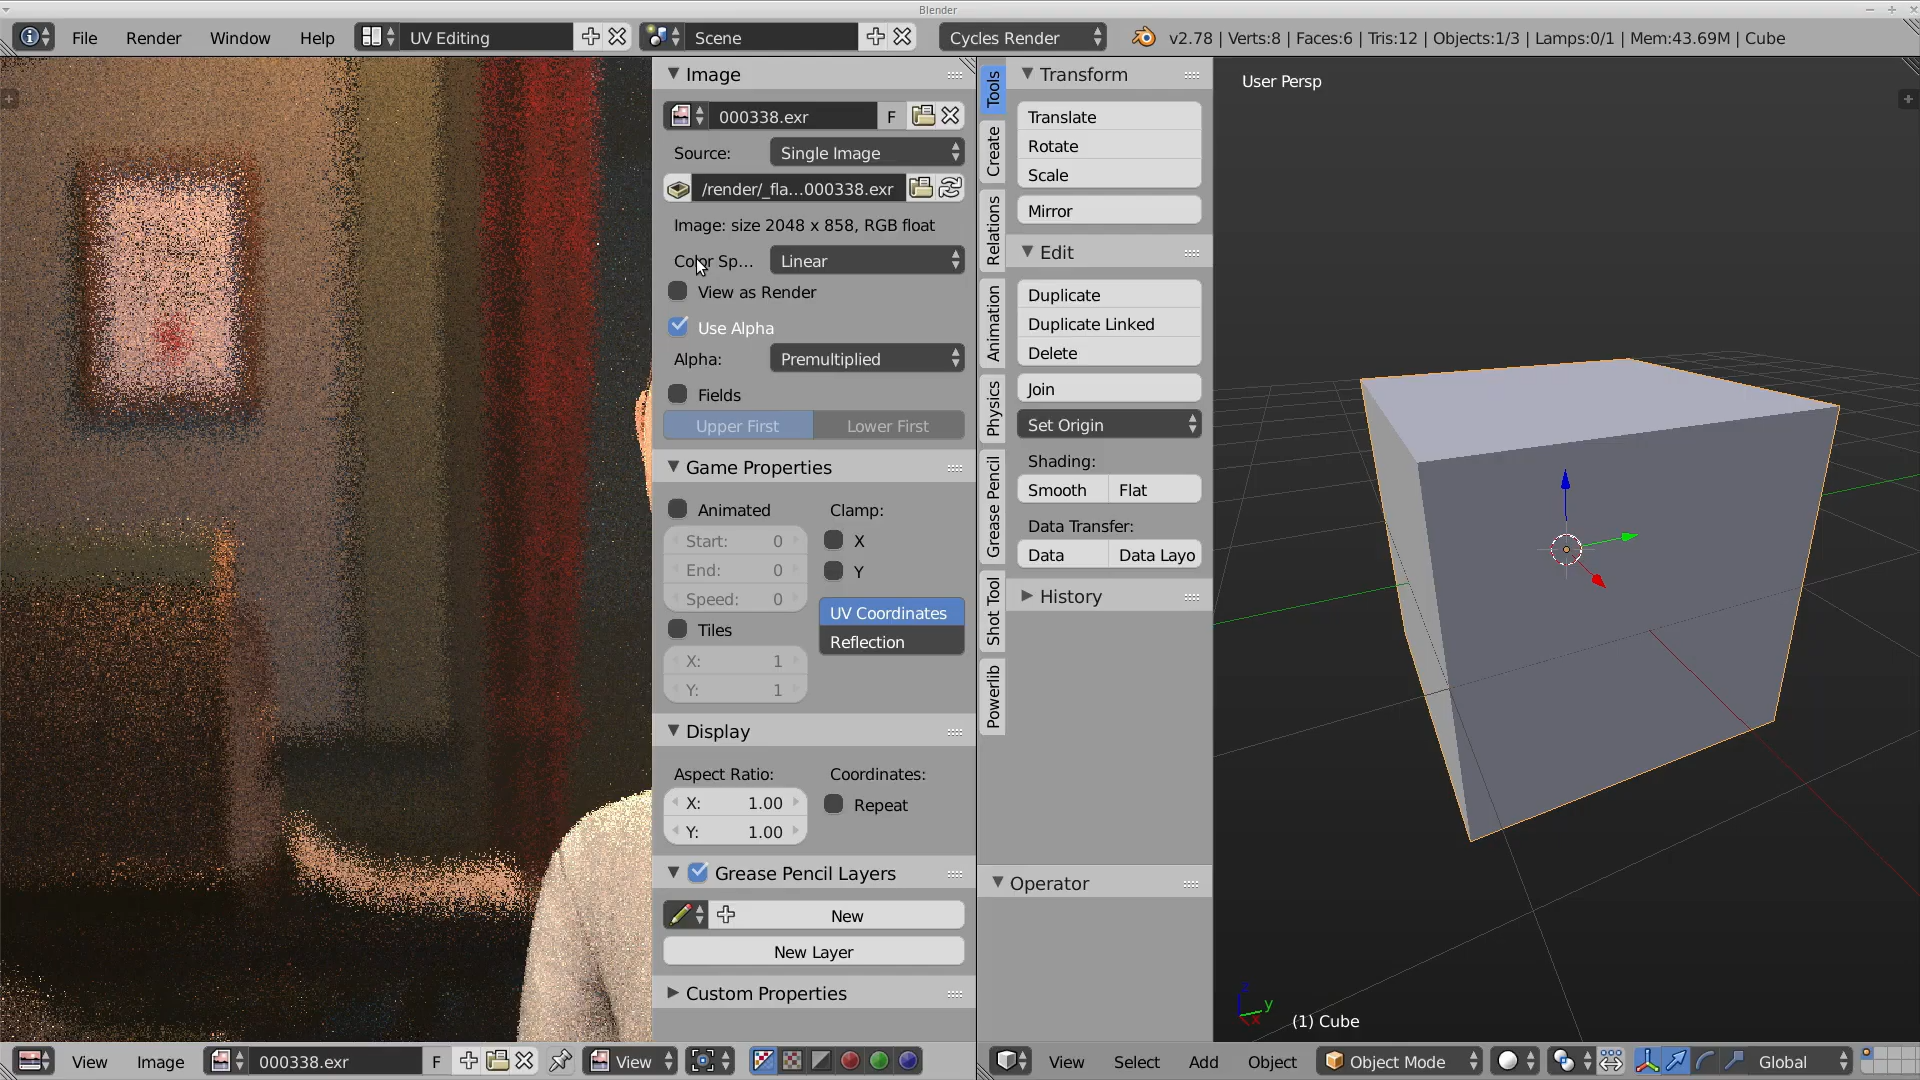 Blender
File Render Window Help UV Editing Scene Cycles Render v2.78 | Verts:8 | Faces:6 | Tris:12 | Objects:1/3 | Lamps:0/1 | Mem:43.69M | Cube
Image
000338.exr F
Source: Single Image
/render/_fla...000338.exr
Image: size 2048 x 858, RGB float
Color Sp... Linear
View as Render
Use Alpha
Alpha: Premultiplied
Fields
Upper First Lower First
Game Properties
Animated Clamp:
Start: 0 X
End: 0 Y
Speed: 0 UV Coordinates
Tiles Reflection
X: 1
Y: 1
Display
Aspect Ratio: Coordinates:
X: 1.00 Repeat
Y: 1.00
Grease Pencil Layers
New
New Layer
Custom Properties
Tools
Create
Relations
Animation
Physics
Grease Pencil
Shot Tool
Powerlib
Transform
Translate
Rotate
Scale
Mirror
Edit
Duplicate
Duplicate Linked
Delete
Join
Set Origin
Shading:
Smooth Flat
Data Transfer:
Data Data Layo
History
Operator
User Persp
z
y
x
(1) Cube
View Image 000338.exr F View
View Select Add Object Object Mode Global